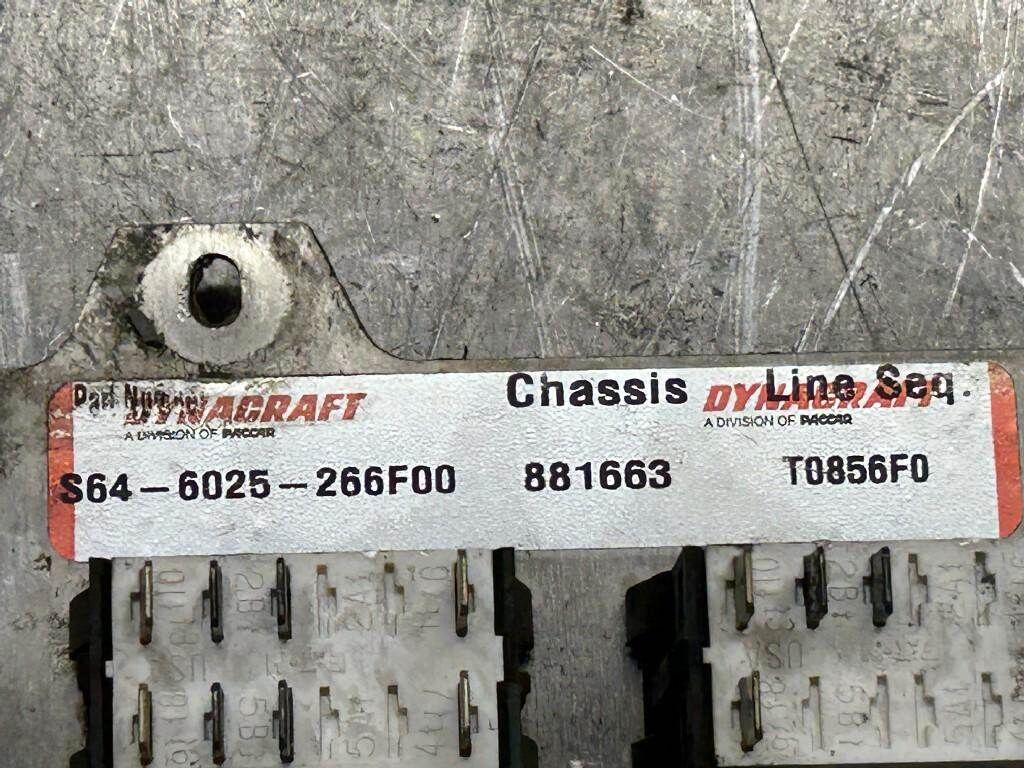 Part Number DYNACRAFT Chassis DYNACRAFT Line Seq.
A DIVISION OF PACCAR A DIVISION OF PACCAR
S64-6025-266F00 881663 T0856F0